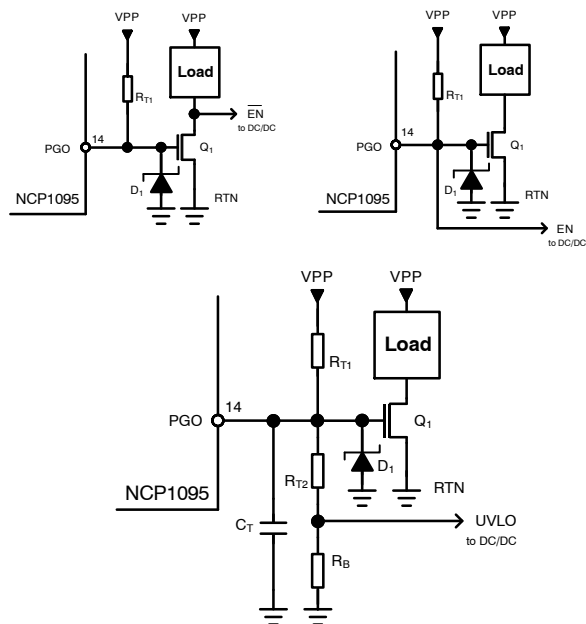 VPP
VPP
Load
RT1
EN
to DC/DC
14
PGO
Q1
D1
RTN
NCP1095
VPP
VPP
Load
RT1
14
PGO
Q1
D1
RTN
NCP1095
EN
to DC/DC
VPP
VPP
Load
RT1
14
PGO
Q1
D1
RT2
RTN
NCP1095
UVLO
to DC/DC
CT
RB